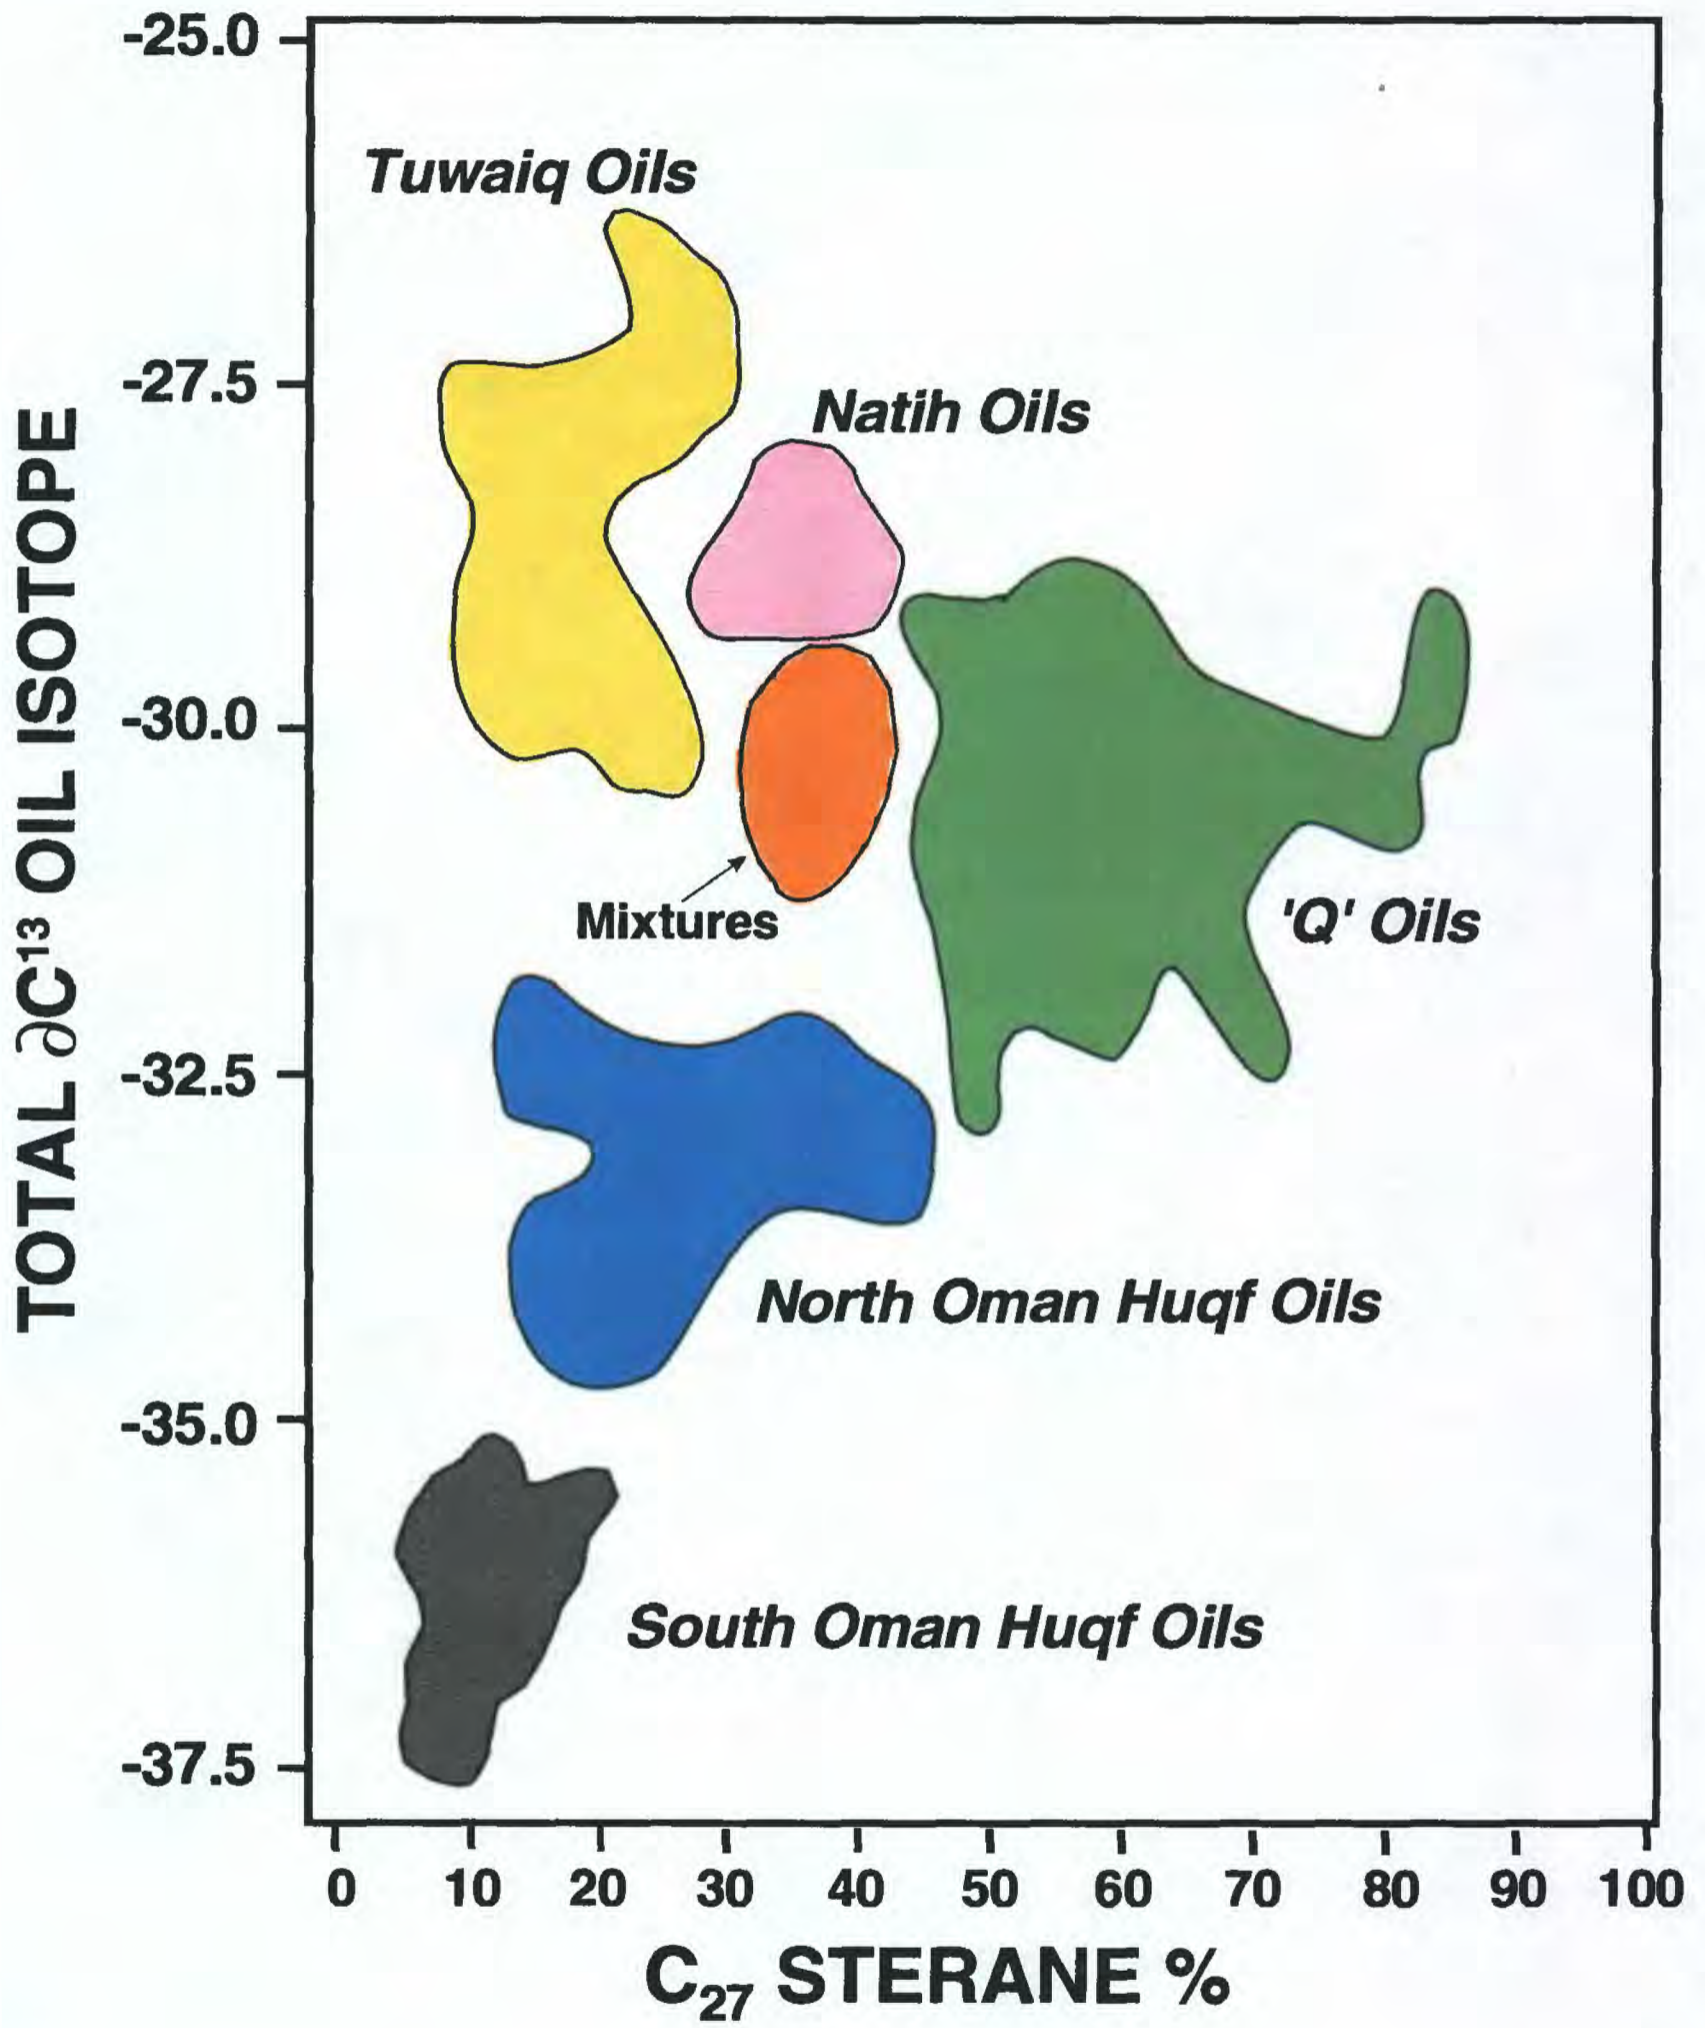 -25.0
Tuwaiq Oils
-27.5
Natih Oils
-30.0
Mixtures
'Q' Oils
-32.5
North Oman Huqf Oils
-35.0
South Oman Huqf Oils
-37.5
TOTAL ∂C¹³ OIL ISOTOPE
0 10 20 30 40 50 60 70 80 90 100
C₂₇ STERANE %